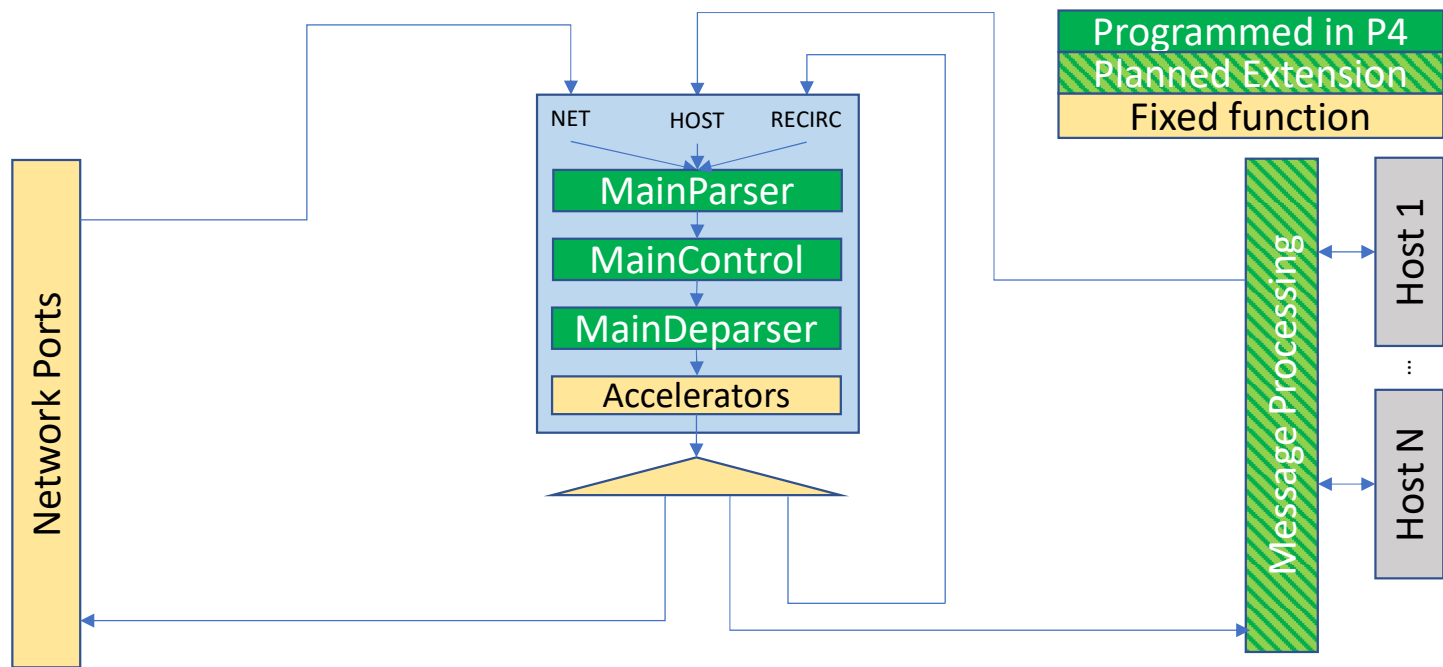 Programmed in P4
Planned Extension
Fixed function
NET
HOST
RECIRC
MainParser
MainControl
MainDeparser
Accelerators
Network Ports
Message Processing
Host 1
...
Host N